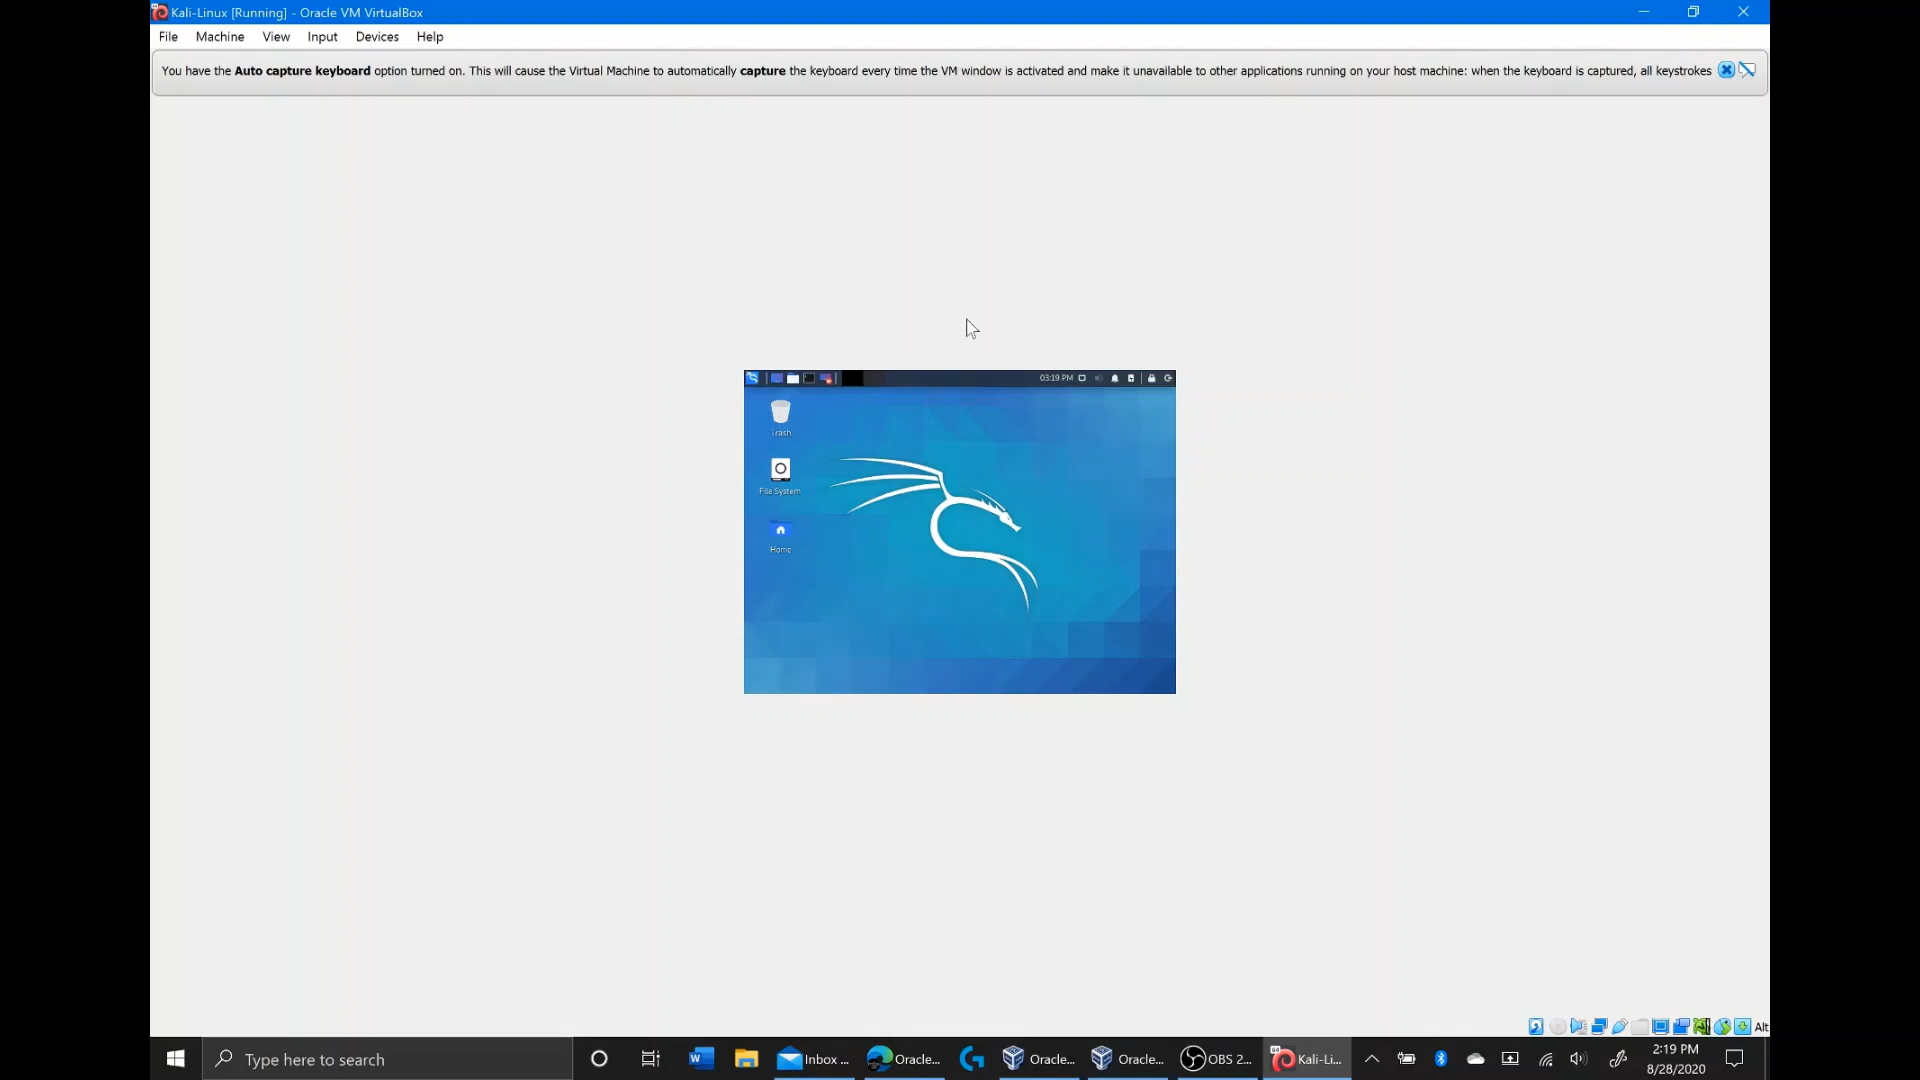 Kali-Linux [Running] - Oracle VM VirtualBox
File Machine View Input Devices Help
You have the Auto capture keyboard option turned on. This will cause the Virtual Machine to automatically capture the keyboard every time the VM window is activated and make it unavailable to other applications running on your host machine: when the keyboard is captured, all keystrokes
03:19 PM
Trash
File System
Home
Alt
Type here to search
Inbox ...
Oracle...
Oracle...
Oracle...
OBS 2...
Kali-Li...
2:19 PM
8/28/2020